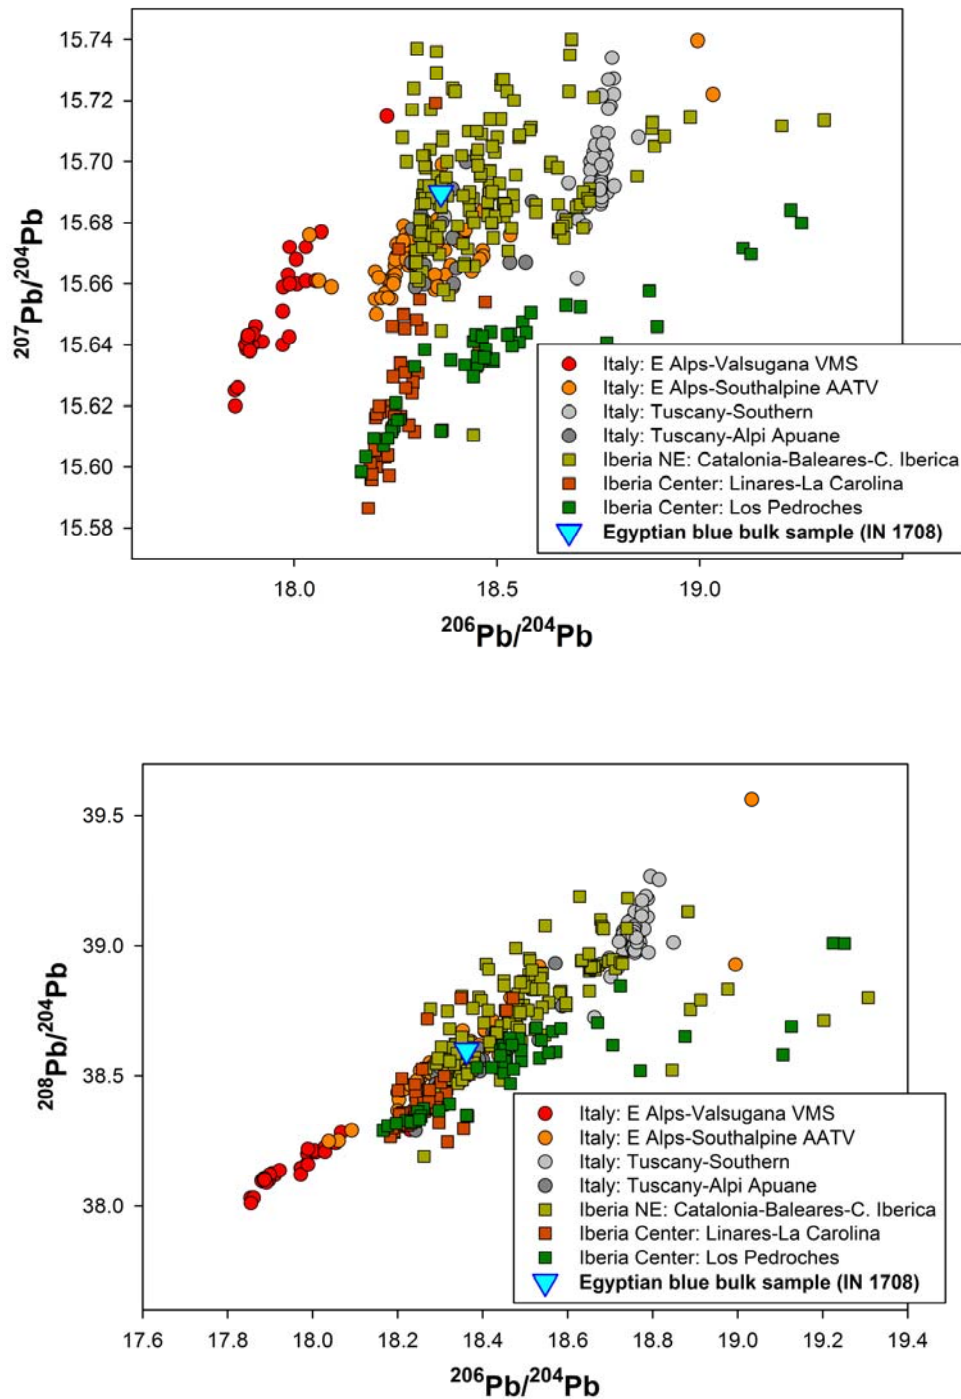 15.74
15.72
15.70
15.68
15.66
15.64
15.62
15.60
15.58
207Pb/204Pb
Italy: E Alps-Valsugana VMS
Italy: E Alps-Southalpine AATV
Italy: Tuscany-Southern
Italy: Tuscany-Alpi Apuane
Iberia NE: Catalonia-Baleares-C. Iberica
Iberia Center: Linares-La Carolina
Iberia Center: Los Pedroches
Egyptian blue bulk sample (IN 1708)
18.0 18.5 19.0
206Pb/204Pb
39.5
39.0
38.5
38.0
208Pb/204Pb
Italy: E Alps-Valsugana VMS
Italy: E Alps-Southalpine AATV
Italy: Tuscany-Southern
Italy: Tuscany-Alpi Apuane
Iberia NE: Catalonia-Baleares-C. Iberica
Iberia Center: Linares-La Carolina
Iberia Center: Los Pedroches
Egyptian blue bulk sample (IN 1708)
17.6 17.8 18.0 18.2 18.4 18.6 18.8 19.0 19.2 19.4
206Pb/204Pb